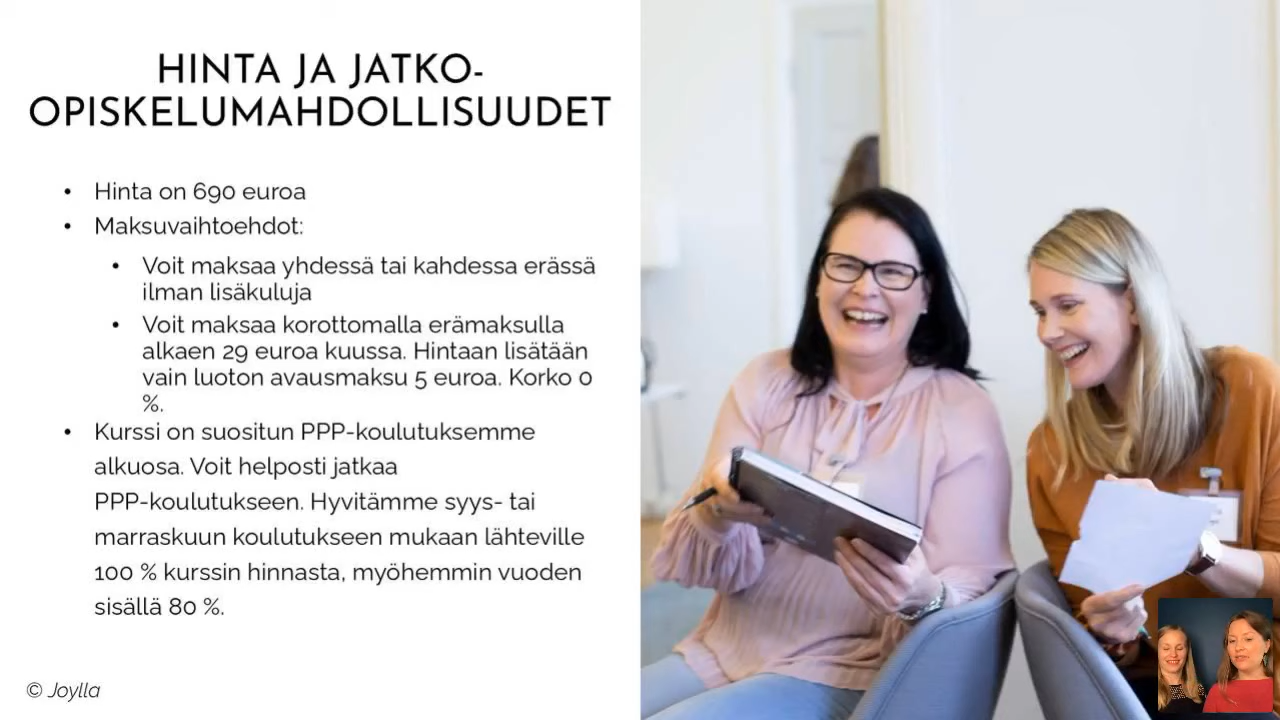 HINTA JA JATKO-
OPISKELUMAHDOLLISUUDET
• Hinta on 690 euroa
• Maksuvaihtoehdot:
• Voit maksaa yhdessä tai kahdessa erässä
ilman lisäkuluja
• Voit maksaa korottomalla erämaksulla
alkaen 29 euroa kuussa. Hintaan lisätään
vain luoton avausmaksu 5 euroa. Korko 0
%.
• Kurssi on suositun PPP-koulutuksemme
alkuosa. Voit helposti jatkaa
PPP-koulutukseen. Hyvitämme syys- tai
marraskuun koulutukseen mukaan lähteville
100 % kurssin hinnasta, myöhemmin vuoden
sisällä 80 %.
© Joylla